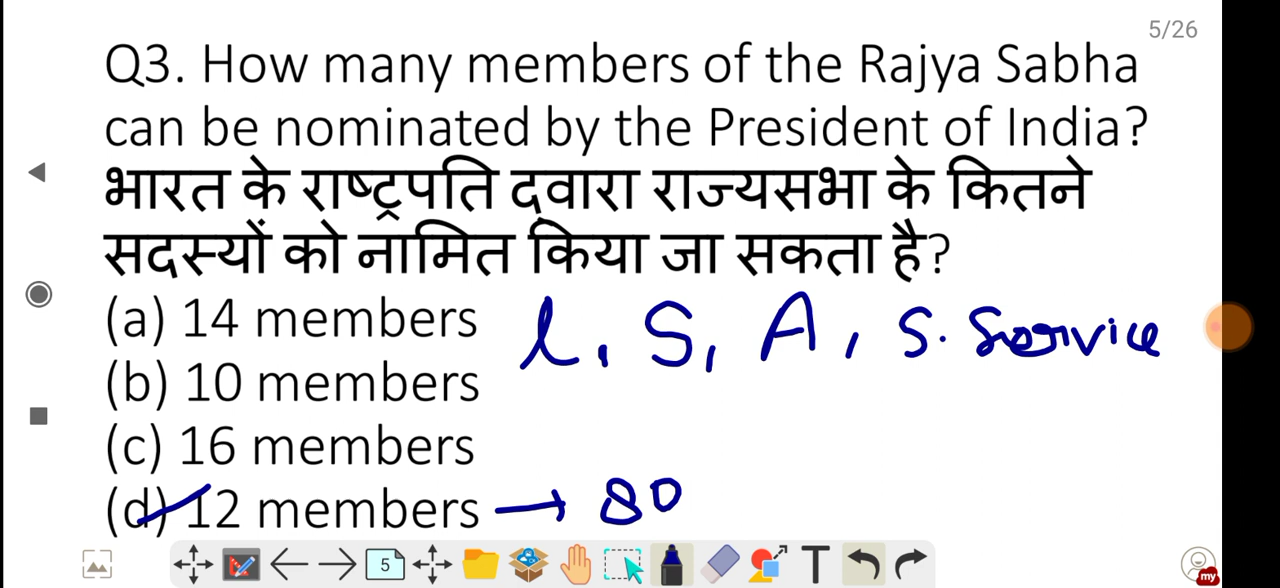 5/26
Q3. How many members of the Rajya Sabha
can be nominated by the President of India?
भारत के राष्ट्रपति द्वारा राज्यसभा के कितने
सदस्यों को नामित किया जा सकता है?
(a) 14 members l, S, A, S. Service
(b) 10 members
(c) 16 members
(d) 12 members → 80
5 T my